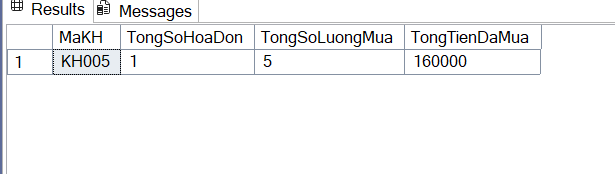 Results Messages
MaKH TongSoHoaDon TongSoLuongMua TongTienDaMua
1 KH005 1 5 160000